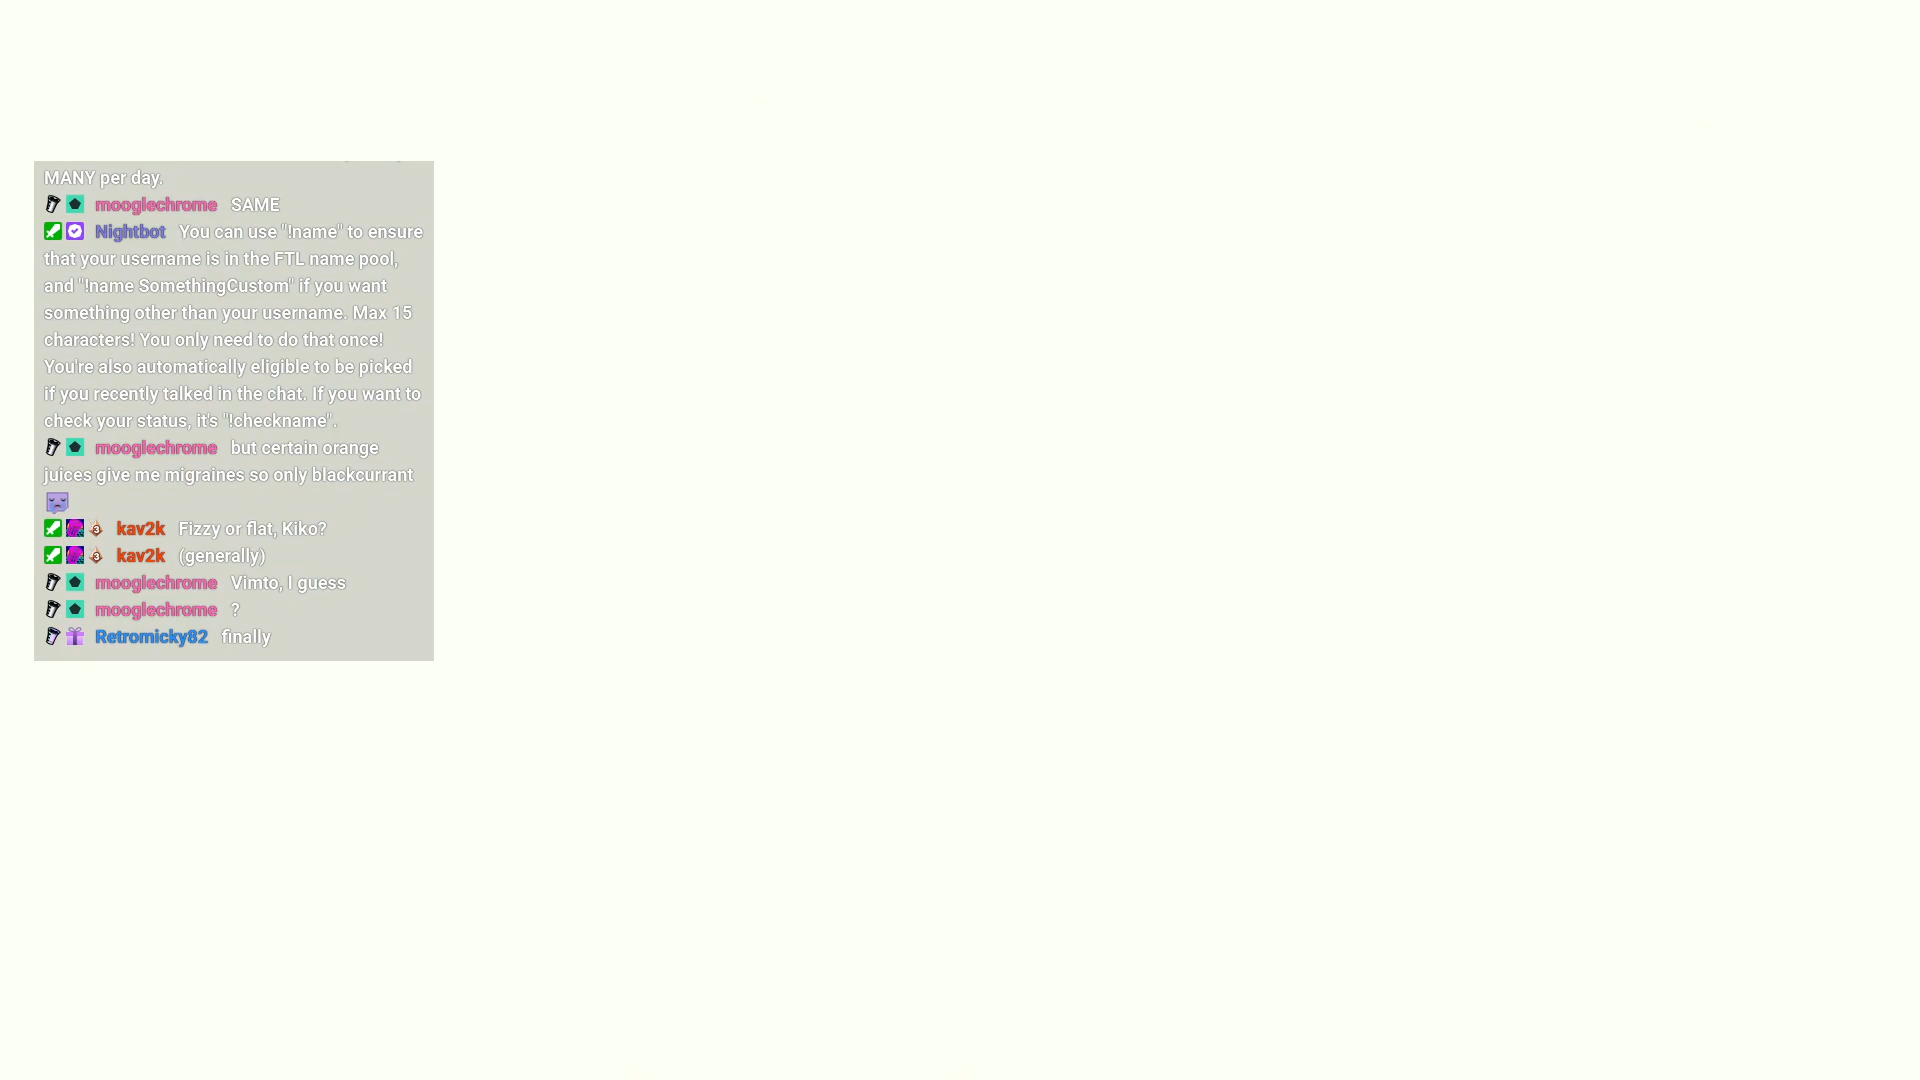 MANY per day.
mooglechrome SAME
Nightbot You can use "!name" to ensure
that your username is in the FTL name pool,
and "!name SomethingCustom" if you want
something other than your username. Max 15
characters! You only need to do that once!
You're also automatically eligible to be picked
if you recently talked in the chat. If you want to
check your status, it's "!checkname".
mooglechrome but certain orange
juices give me migraines so only blackcurrant
kav2k Fizzy or flat, Kiko?
kav2k (generally)
mooglechrome Vimto, I guess
mooglechrome ?
Retromicky82 finally